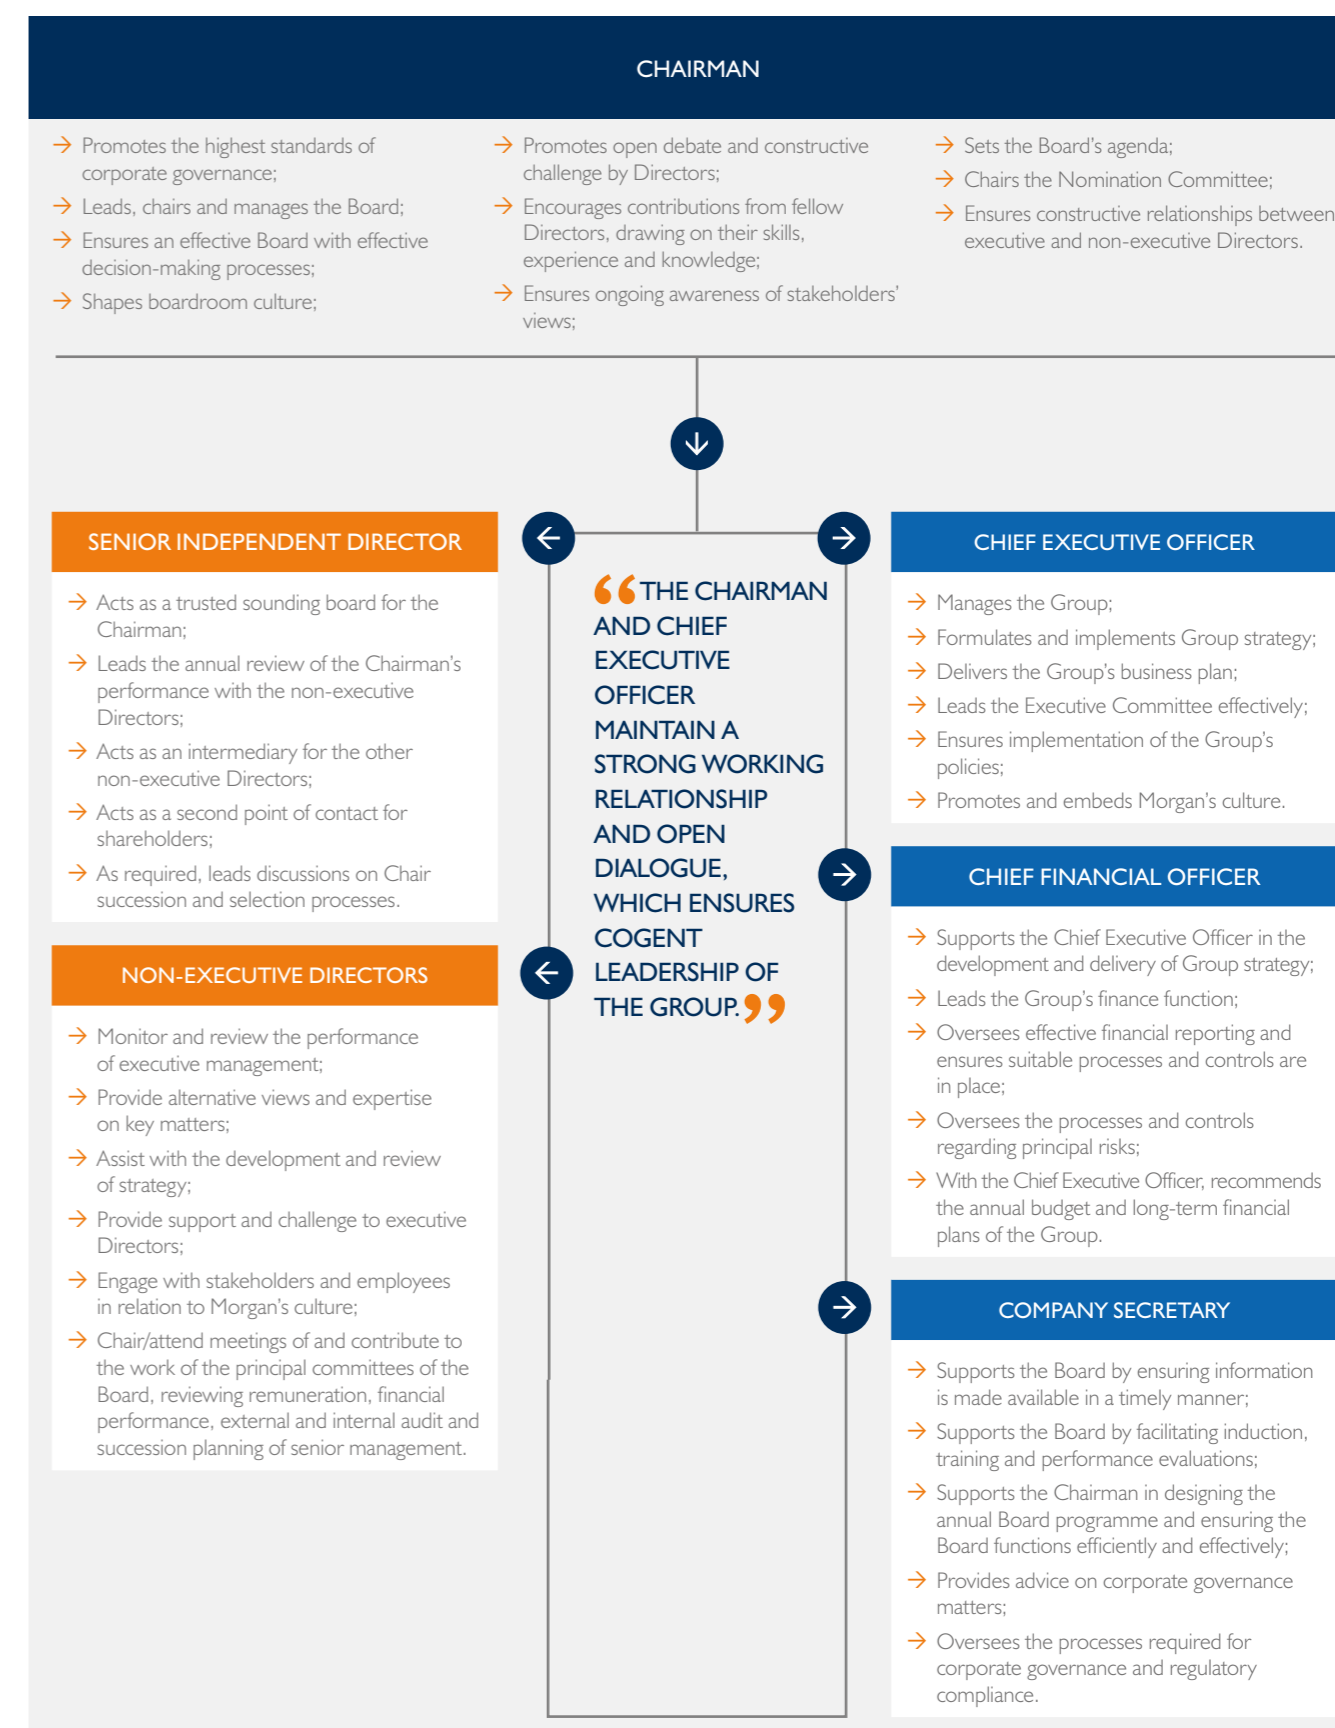 CHAIRMAN
→ Promotes the highest standards of
corporate governance;
→ Leads, chairs and manages the Board;
→ Ensures an effective Board with effective
decision-making processes;
→ Shapes boardroom culture;
→ Promotes open debate and constructive
challenge by Directors;
→ Encourages contributions from fellow
Directors, drawing on their skills,
experience and knowledge;
→ Ensures ongoing awareness of stakeholders’
views;
→ Sets the Board’s agenda;
→ Chairs the Nomination Committee;
→ Ensures constructive relationships between
executive and non-executive Directors.
SENIOR INDEPENDENT DIRECTOR
→ Acts as a trusted sounding board for the
Chairman;
→ Leads the annual review of the Chairman’s
performance with the non-executive
Directors;
→ Acts as an intermediary for the other
non-executive Directors;
→ Acts as a second point of contact for
shareholders;
→ As required, leads discussions on Chair
succession and selection processes.
NON-EXECUTIVE DIRECTORS
→ Monitor and review the performance
of executive management;
→ Provide alternative views and expertise
on key matters;
→ Assist with the development and review
of strategy;
→ Provide support and challenge to executive
Directors;
→ Engage with stakeholders and employees
in relation to Morgan’s culture;
→ Chair/attend meetings of and contribute to
the work of the principal committees of the
Board, reviewing remuneration, financial
performance, external and internal audit and
succession planning of senior management.
“THE CHAIRMAN
AND CHIEF
EXECUTIVE
OFFICER
MAINTAIN A
STRONG WORKING
RELATIONSHIP
AND OPEN
DIALOGUE,
WHICH ENSURES
COGENT
LEADERSHIP OF
THE GROUP.”
CHIEF EXECUTIVE OFFICER
→ Manages the Group;
→ Formulates and implements Group strategy;
→ Delivers the Group’s business plan;
→ Leads the Executive Committee effectively;
→ Ensures implementation of the Group’s
policies;
→ Promotes and embeds Morgan’s culture.
CHIEF FINANCIAL OFFICER
→ Supports the Chief Executive Officer in the
development and delivery of Group strategy;
→ Leads the Group’s finance function;
→ Oversees effective financial reporting and
ensures suitable processes and controls are
in place;
→ Oversees the processes and controls
regarding principal risks;
→ With the Chief Executive Officer, recommends
the annual budget and long-term financial
plans of the Group.
COMPANY SECRETARY
→ Supports the Board by ensuring information
is made available in a timely manner;
→ Supports the Board by facilitating induction,
training and performance evaluations;
→ Supports the Chairman in designing the
annual Board programme and ensuring the
Board functions efficiently and effectively;
→ Provides advice on corporate governance
matters;
→ Oversees the processes required for
corporate governance and regulatory
compliance.